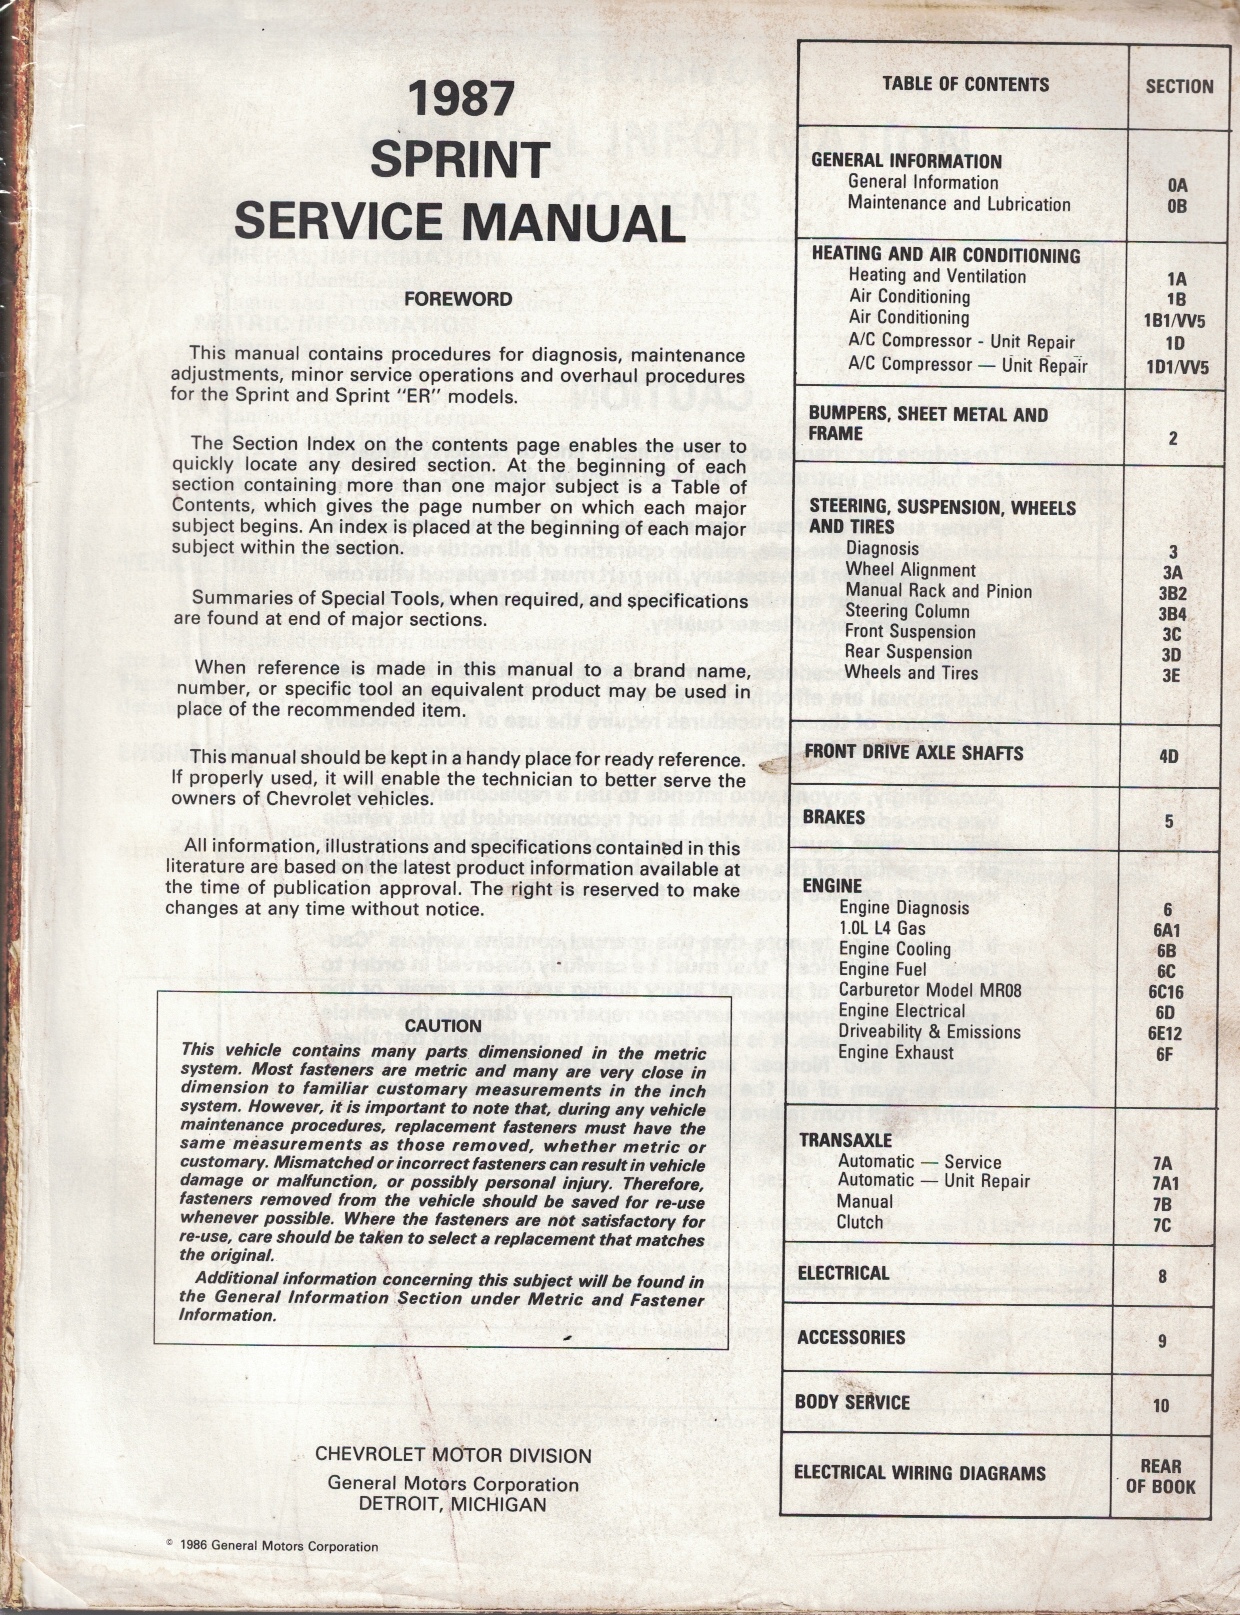 1987
SPRINT
SERVICE MANUAL
FOREWORD
This manual contains procedures for diagnosis, maintenance
adjustments, minor service operations and overhaul procedures
for the Sprint and Sprint "ER" models.
The Section Index on the contents page enables the user to
quickly locate any desired section. At the beginning of each
section containing more than one major subject is a Table of
Contents, which gives the page number on which each major
subject begins. An index is placed at the beginning of each major
subject within the section.
Summaries of Special Tools, when required, and specifications
are found at end of major sections.
When reference is made in this manual to a brand name,
number, or specific tool an equivalent product may be used in
place of the recommended item.
This manual should be kept in a handy place for ready reference.
If properly used, it will enable the technician to better serve the
owners of Chevrolet vehicles.
All information, illustrations and specifications contained in this
literature are based on the latest product information available at
the time of publication approval. The right is reserved to make
changes at any time without notice.
CAUTION
This vehicle contains many parts dimensioned in the metric
system. Most fasteners are metric and many are very close in
dimension to familiar customary measurements in the inch
system. However, it is important to note that, during any vehicle
maintenance procedures, replacement fasteners must have the
same measurements as those removed, whether metric or
customary. Mismatched or incorrect fasteners can result in vehicle
damage or malfunction, or possibly personal injury. Therefore,
fasteners removed from the vehicle should be saved for re-use
whenever possible. Where the fasteners are not satisfactory for
re-use, care should be taken to select a replacement that matches
the original.
Additional information concerning this subject will be found in
the General Information Section under Metric and Fastener
Information.
CHEVROLET MOTOR DIVISION
General Motors Corporation
DETROIT, MICHIGAN
© 1986 General Motors Corporation
TABLE OF CONTENTS SECTION
GENERAL INFORMATION
General Information 0A
Maintenance and Lubrication 0B
HEATING AND AIR CONDITIONING
Heating and Ventilation 1A
Air Conditioning 1B
Air Conditioning 1B1/VV5
A/C Compressor - Unit Repair 1D
A/C Compressor — Unit Repair 1D1/VV5
BUMPERS, SHEET METAL AND
FRAME 2
STEERING, SUSPENSION, WHEELS
AND TIRES
Diagnosis 3
Wheel Alignment 3A
Manual Rack and Pinion 3B2
Steering Column 3B4
Front Suspension 3C
Rear Suspension 3D
Wheels and Tires 3E
FRONT DRIVE AXLE SHAFTS 4D
BRAKES 5
ENGINE
Engine Diagnosis 6
1.0L L4 Gas 6A1
Engine Cooling 6B
Engine Fuel 6C
Carburetor Model MR08 6C16
Engine Electrical 6D
Driveability & Emissions 6E12
Engine Exhaust 6F
TRANSAXLE
Automatic — Service 7A
Automatic — Unit Repair 7A1
Manual 7B
Clutch 7C
ELECTRICAL 8
ACCESSORIES 9
BODY SERVICE 10
ELECTRICAL WIRING DIAGRAMS REAR
OF BOOK